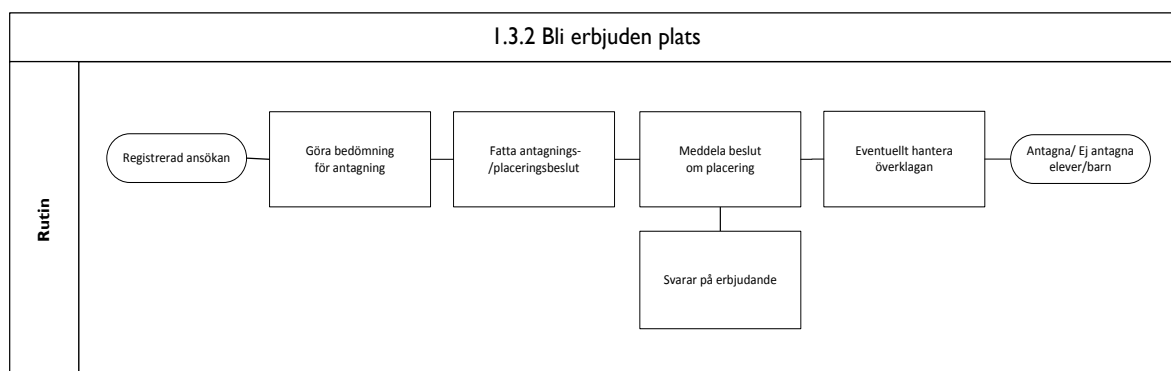 1.3.2 Bli erbjuden plats
Rutin
Registrerad ansökan
Göra bedömning
för antagning
Fatta antagnings-
/placeringsbeslut
Meddela beslut
om placering
Eventuellt hantera
överklagan
Antagna/ Ej antagna
elever/barn
Svarar på erbjudande